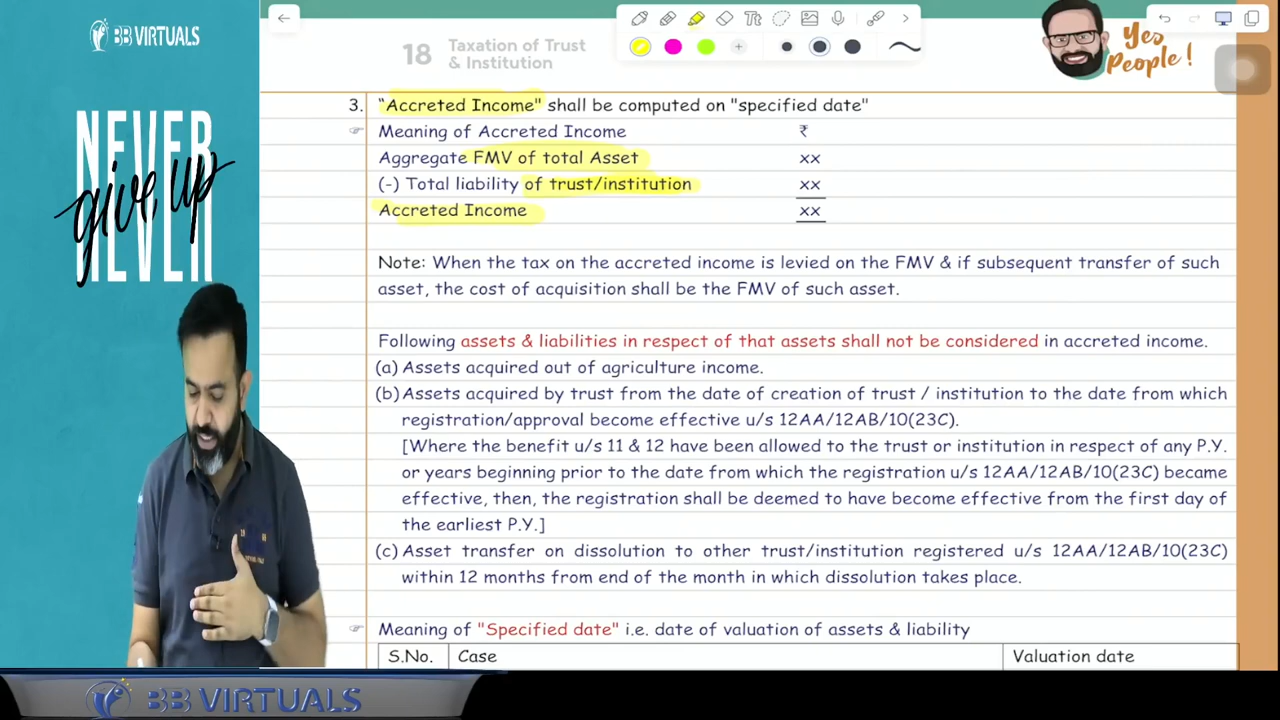 BB VIRTUALS
NEVER
give up
NEVER
18
Taxation of Trust
& Institution
Tt
Yes
People!
3. "Accreted Income" shall be computed on "specified date"
☞ Meaning of Accreted Income ₹
Aggregate FMV of total Asset xx
(-) Total liability of trust/institution xx
Accreted Income xx
Note: When the tax on the accreted income is levied on the FMV & if subsequent transfer of such
asset, the cost of acquisition shall be the FMV of such asset.
Following assets & liabilities in respect of that assets shall not be considered in accreted income.
(a) Assets acquired out of agriculture income.
(b) Assets acquired by trust from the date of creation of trust / institution to the date from which
registration/approval become effective u/s 12AA/12AB/10(23C).
[Where the benefit u/s 11 & 12 have been allowed to the trust or institution in respect of any P.Y.
or years beginning prior to the date from which the registration u/s 12AA/12AB/10(23C) became
effective, then, the registration shall be deemed to have become effective from the first day of
the earliest P.Y.]
(c) Asset transfer on dissolution to other trust/institution registered u/s 12AA/12AB/10(23C)
within 12 months from end of the month in which dissolution takes place.
☞ Meaning of "Specified date" i.e. date of valuation of assets & liability
S.No. Case Valuation date
BB VIRTUALS